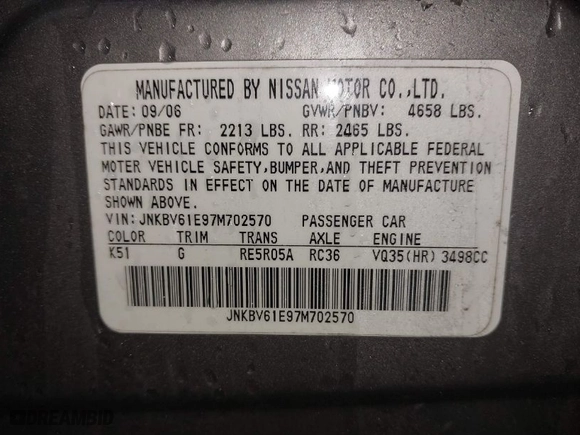 MANUFACTURED BY NISSAN MOTOR CO.,LTD.
DATE: 09/06 GVWR/PNBV: 4658 LBS.
GAWR/PNBE FR: 2213 LBS. RR: 2465 LBS.
THIS VEHICLE CONFORMS TO ALL APPLICABLE FEDERAL
MOTOR VEHICLE SAFETY,BUMPER,AND THEFT PREVENTION
STANDARDS IN EFFECT ON THE DATE OF MANUFACTURE
SHOWN ABOVE.
VIN:JNKBV61E97M702570 PASSENGER CAR
COLOR TRIM TRANS AXLE ENGINE
K51 G RE5R05A RC36 VQ35(HR) 3498CC
JNKBV61E97M702570
DREAMBID